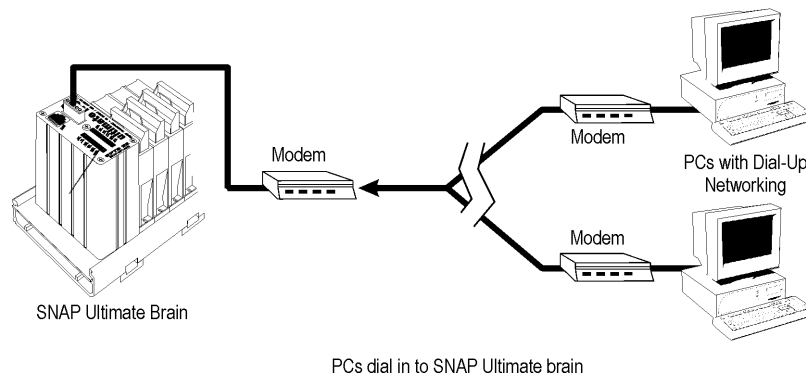 Modem
Modem
PCs with Dial-Up
Networking
Modem
SNAP Ultimate Brain
PCs dial in to SNAP Ultimate brain